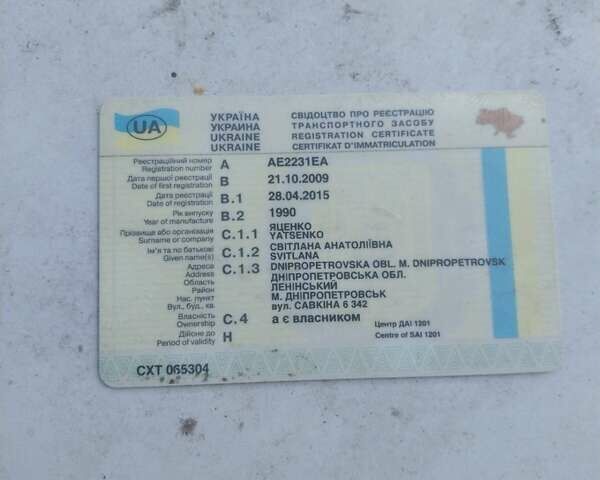 UA
УКРАЇНА
УКРАИНА
UKRAINE
UKRAINE
СВІДОЦТВО ПРО РЕЄСТРАЦІЮ
ТРАНСПОРТНОГО ЗАСОБУ
REGISTRATION CERTIFICATE
CERTIFIKAT D'IMMATRICULATION
Реєстраційний номер
Registration number A AE2231EA
Дата першої реєстрації
Date of first registration B 21.10.2009
Дата реєстрації
Date of registration B.1 28.04.2015
Рік випуску
Year of manufacture B.2 1990
Прізвище або організація ЯЦЕНКО
Surname or company C.1.1 YATSENKO
Ім'я та по батькові СВІТЛАНА АНАТОЛІЇВНА
Given name(s) C.1.2 SVITLANA
Адреса C.1.3 DNIPROPETROVSKA OBL. M. DNIPROPETROVSK
Address ДНІПРОПЕТРОВСЬКА ОБЛ.
Область ЛЕНІНСЬКИЙ
Район М. ДНІПРОПЕТРОВСЬК
Нас. пункт вул. САВКІНА 6 342
Вул., буд., кв.
Власність
Ownership C.4 а є власником
Центр ДАІ 1201
Дійсне до
Period of validity H
Centre of SAI 1201
СХТ 065304